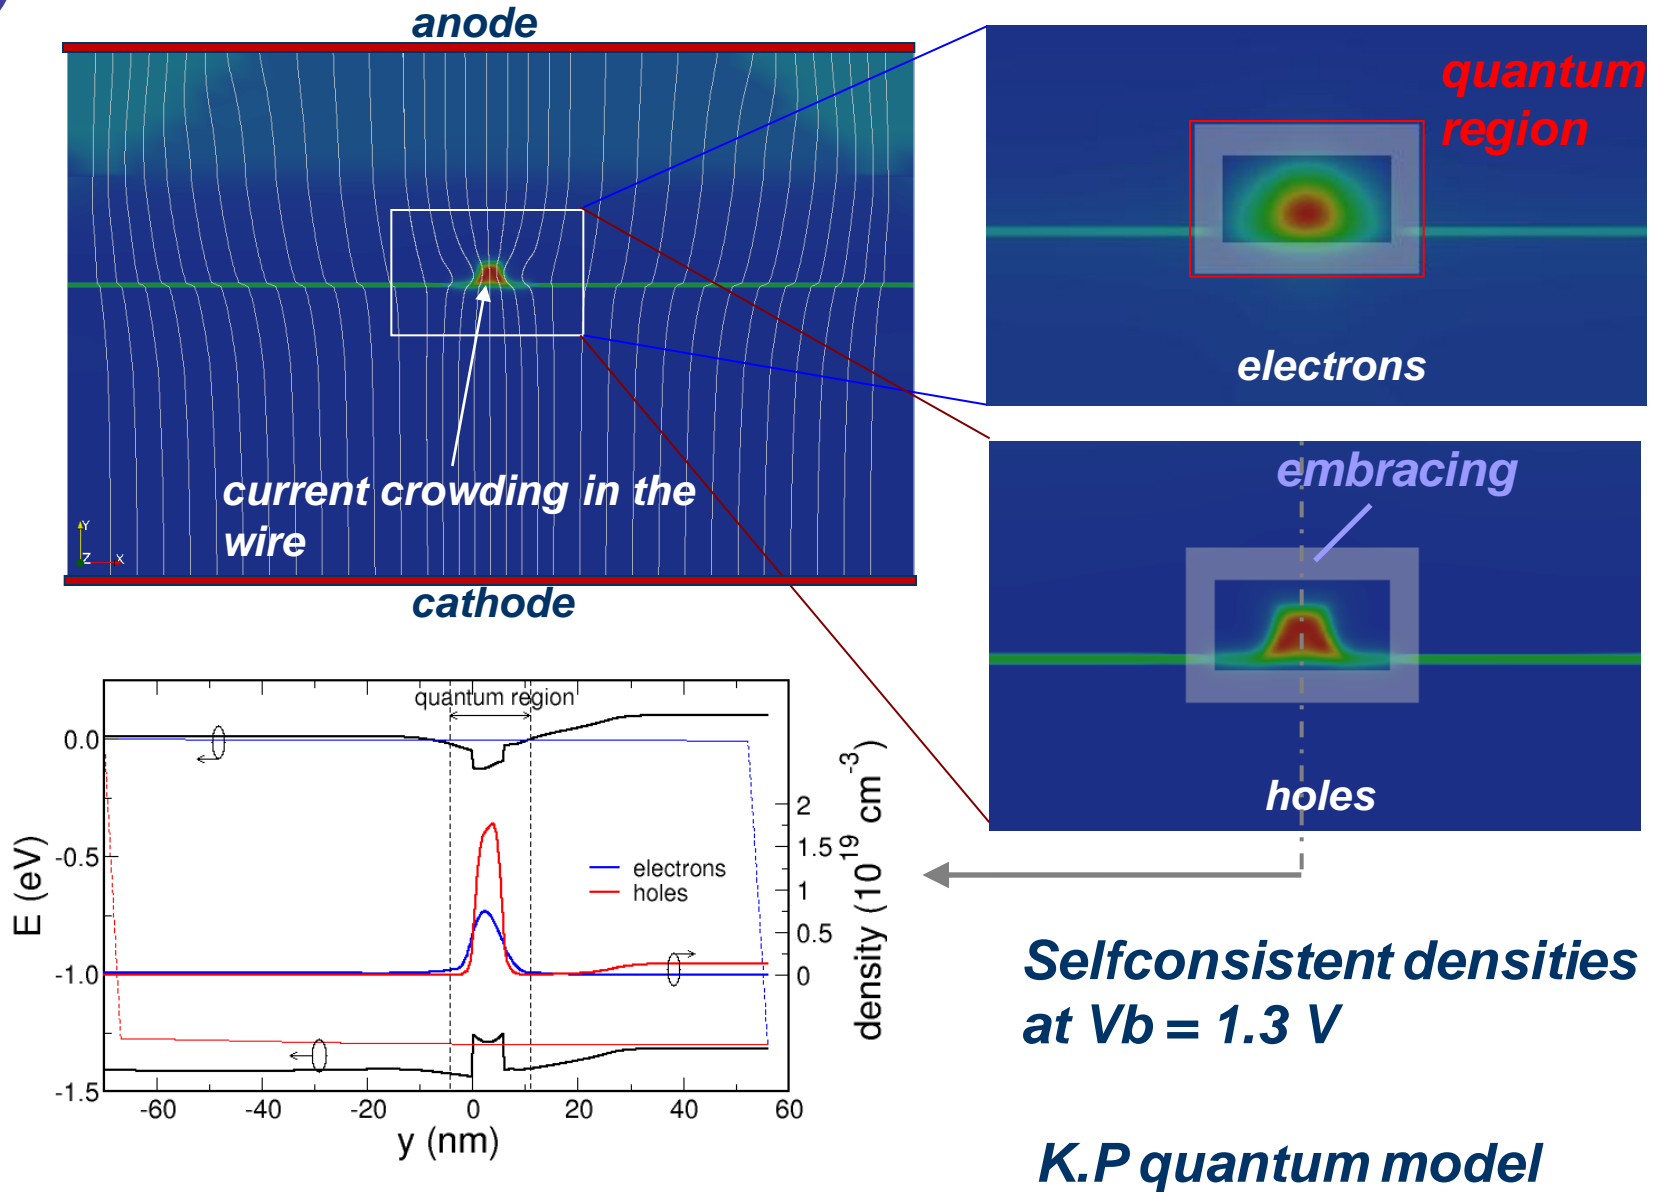 anode
quantum
region
electrons
current crowding in the
wire
Y
Z X
cathode
embracing
holes
quantum region
0.0
-0.5
-1.0
-1.5
E (eV)
2
1.5
1
0.5
0
density (10^19 cm^-3)
electrons
holes
-60 -40 -20 0 20 40 60
y (nm)
Selfconsistent densities
at Vb = 1.3 V
K.P quantum model